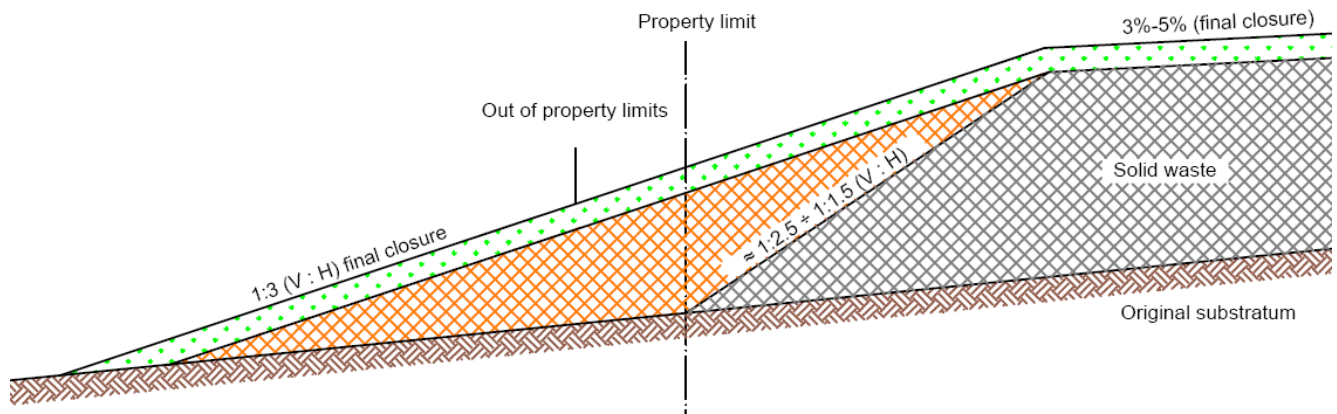 Property limit
3%-5% (final closure)
Out of property limits
≈ 1:2.5 ÷ 1:1.5 (V : H)
Solid waste
1:3 (V : H) final closure
Original substratum